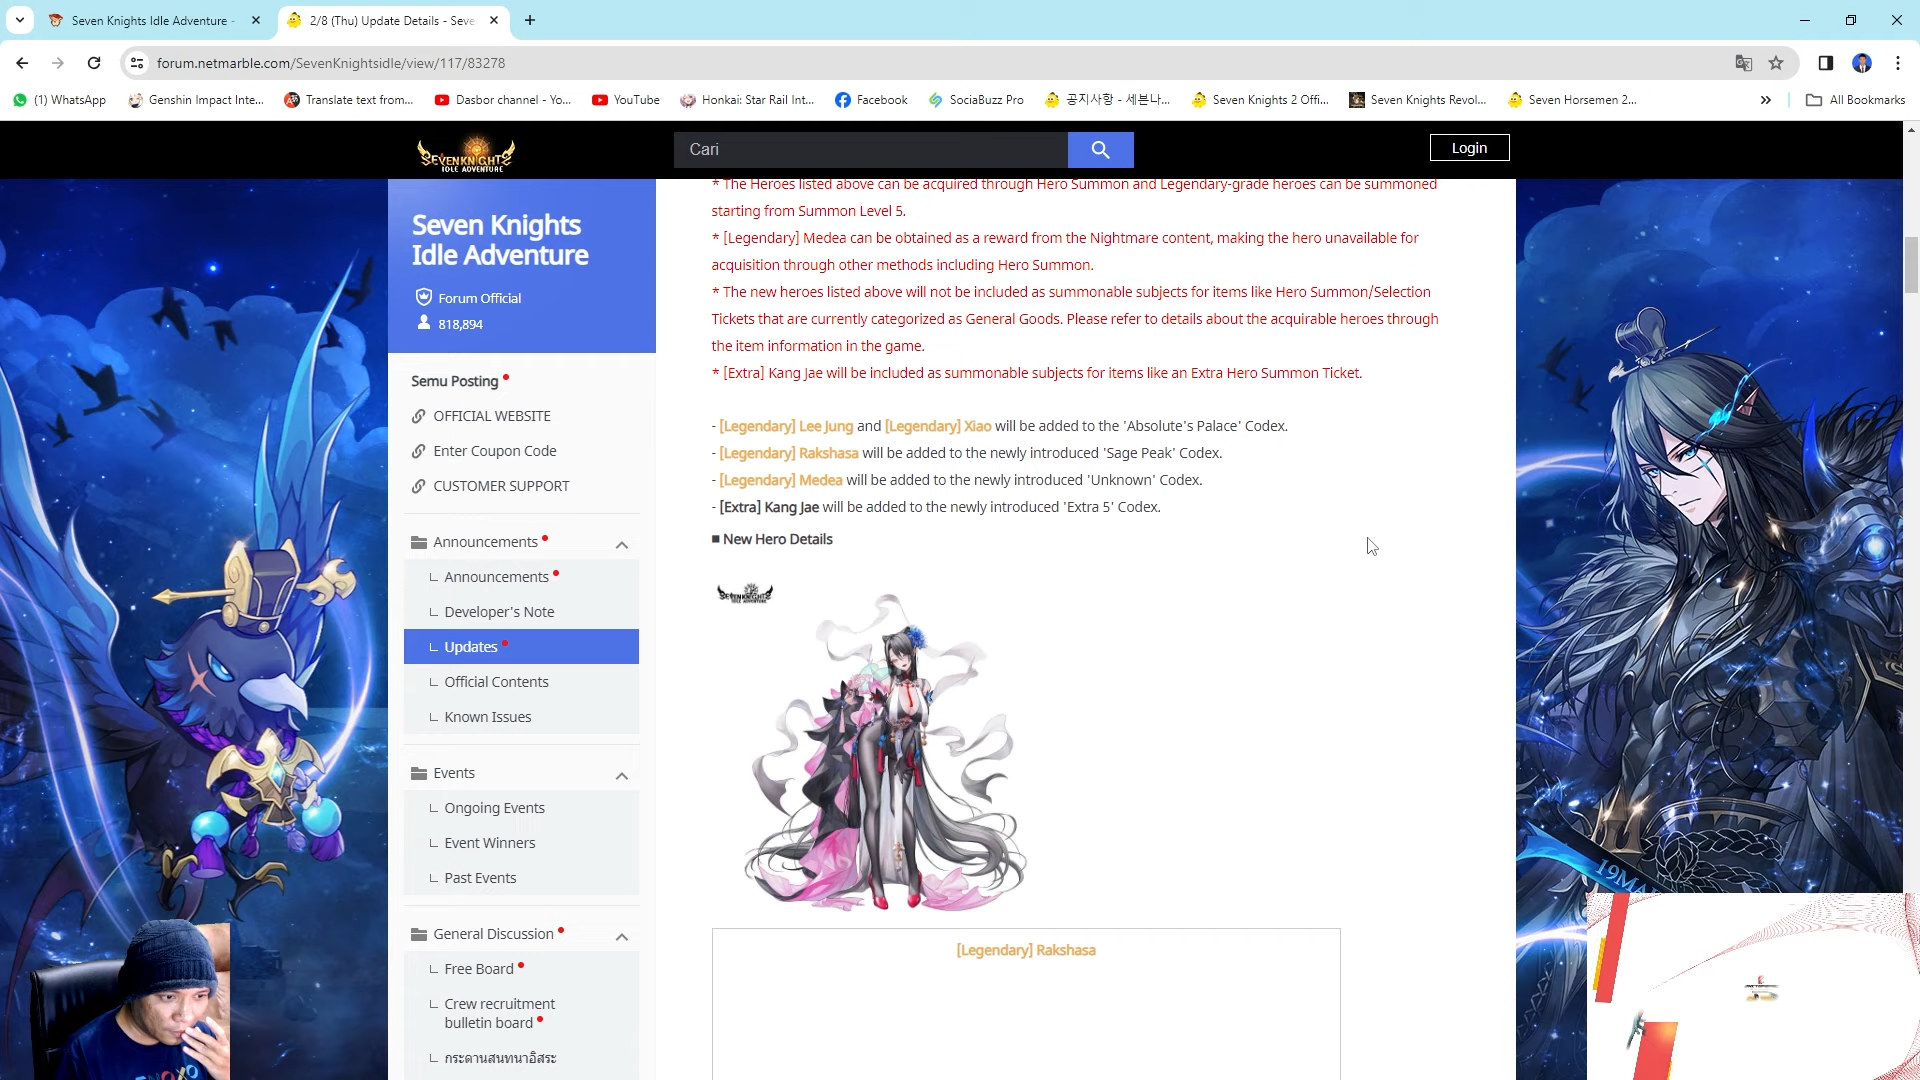 Seven Knights Idle Adventure -
2/8 (Thu) Update Details - Seve
forum.netmarble.com/SevenKnightsidle/view/117/83278
(1) WhatsApp
Genshin Impact Inte...
Translate text from...
Dasbor channel - Yo...
YouTube
Honkai: Star Rail Int...
Facebook
SociaBuzz Pro
공지사항 - 세븐나...
Seven Knights 2 Offi...
Seven Knights Revol...
Seven Horsemen 2...
All Bookmarks
SEVEN KNIGHTS
IDLE ADVENTURE
Cari
Login
Seven Knights
Idle Adventure
Forum Official
818,894
Semu Posting
OFFICIAL WEBSITE
Enter Coupon Code
CUSTOMER SUPPORT
Announcements
Announcements
Developer's Note
Updates
Official Contents
Known Issues
Events
Ongoing Events
Event Winners
Past Events
General Discussion
Free Board
Crew recruitment
bulletin board
กระดานสนทนาอิสระ
* The Heroes listed above can be acquired through Hero Summon and Legendary-grade heroes can be summoned
starting from Summon Level 5.
* [Legendary] Medea can be obtained as a reward from the Nightmare content, making the hero unavailable for
acquisition through other methods including Hero Summon.
* The new heroes listed above will not be included as summonable subjects for items like Hero Summon/Selection
Tickets that are currently categorized as General Goods. Please refer to details about the acquirable heroes through
the item information in the game.
* [Extra] Kang Jae will be included as summonable subjects for items like an Extra Hero Summon Ticket.
- [Legendary] Lee Jung and [Legendary] Xiao will be added to the 'Absolute's Palace' Codex.
- [Legendary] Rakshasa will be added to the newly introduced 'Sage Peak' Codex.
- [Legendary] Medea will be added to the newly introduced 'Unknown' Codex.
- [Extra] Kang Jae will be added to the newly introduced 'Extra 5' Codex.
■ New Hero Details
SEVEN KNIGHTS
IDLE ADVENTURE
[Legendary] Rakshasa